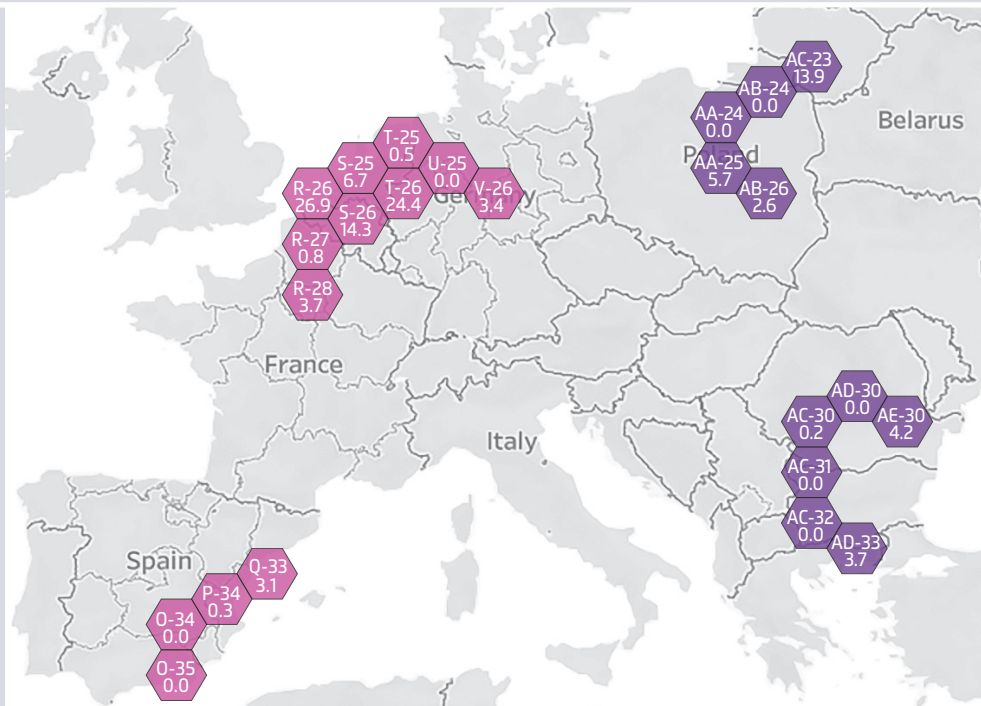 AC-23
13.9
AB-24
0.0
AA-24
0.0
Belarus
Poland
AA-25
5.7
AB-26
2.6
T-25
0.5
S-25
6.7
U-25
0.0
R-26
26.9
T-26
24.4
Germany
V-26
3.4
S-26
14.3
R-27
0.8
R-28
3.7
France
AD-30
0.0
AC-30
0.2
AE-30
4.2
Italy
AC-31
0.0
AC-32
0.0
AD-33
3.7
Spain
Q-33
3.1
P-34
0.3
O-34
0.0
O-35
0.0